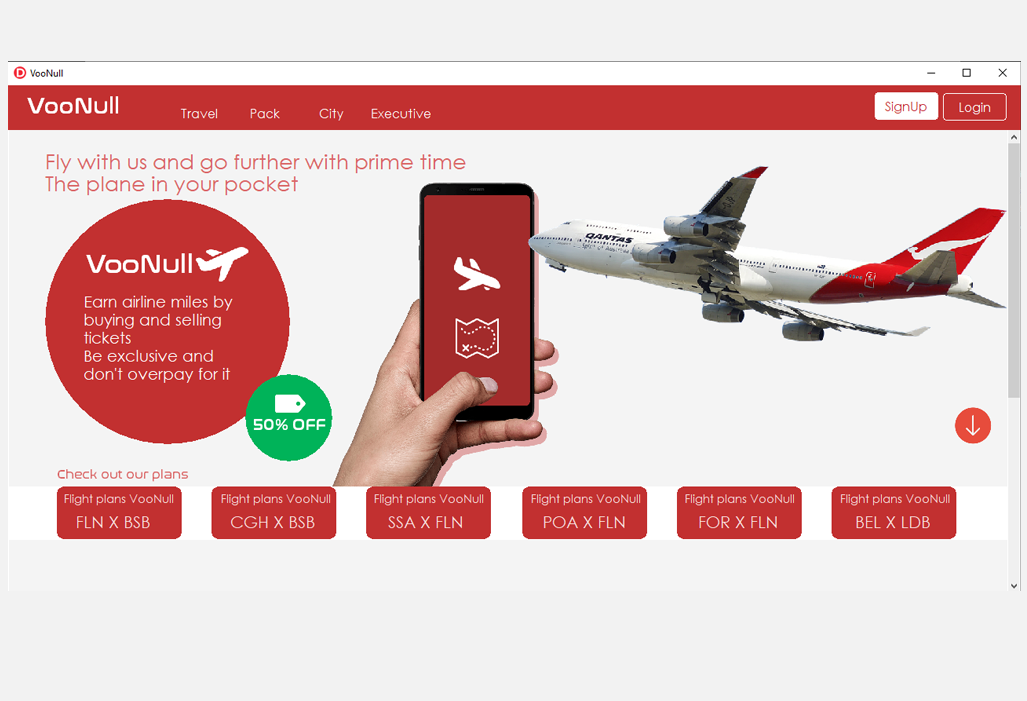 VooNull
VooNull
Travel Pack City Executive
SignUp Login
Fly with us and go further with prime time
The plane in your pocket
QANTAS
VooNull
Earn airline miles by
buying and selling
tickets
Be exclusive and
don't overpay for it
50% OFF
Check out our plans
Flight plans VooNull
FLN X BSB
Flight plans VooNull
CGH X BSB
Flight plans VooNull
SSA X FLN
Flight plans VooNull
POA X FLN
Flight plans VooNull
FOR X FLN
Flight plans VooNull
BEL X LDB